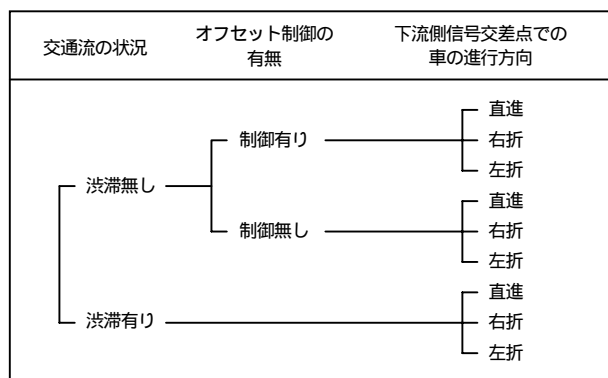 交通流の状況
オフセット制御の
有無
下流側信号交差点での
車の進行方向
渋滞無し
制御有り
直進
右折
左折
制御無し
直進
右折
左折
渋滞有り
直進
右折
左折